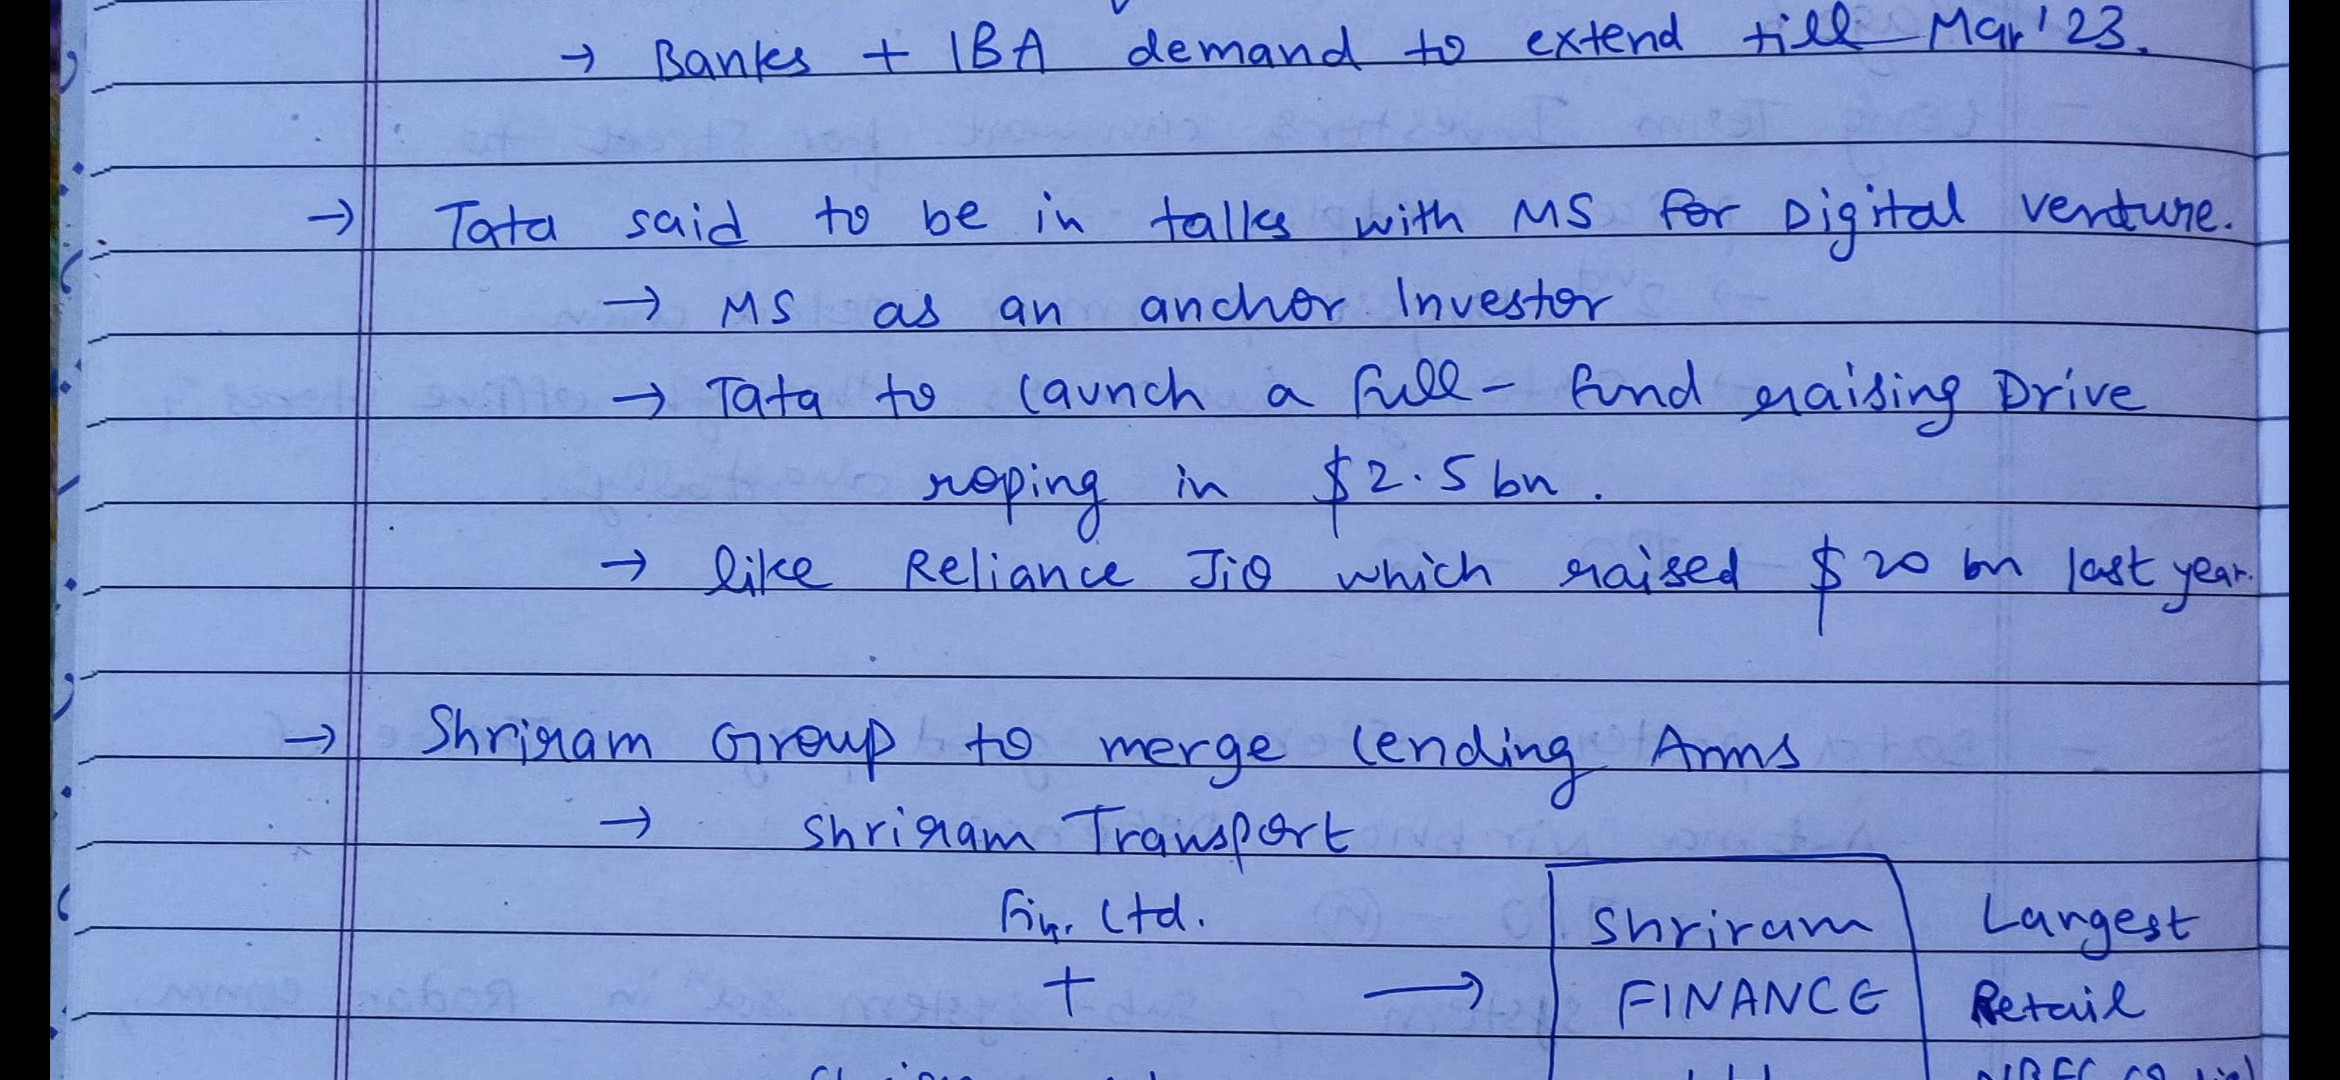 → Banks + IBA demand to extend till Mar'23.
→ Tata said to be in talks with MS for Digital venture.
→ MS as an anchor Investor
→ Tata to launch a full - fund raising Drive
roping in $2.5 bn.
→ like Reliance Jio which raised $20 bn last year.
→ Shriram Group to merge lending Arms
→ Shriram Transport
Fin. Ltd. Shriram Largest
+ → FINANCE Retail